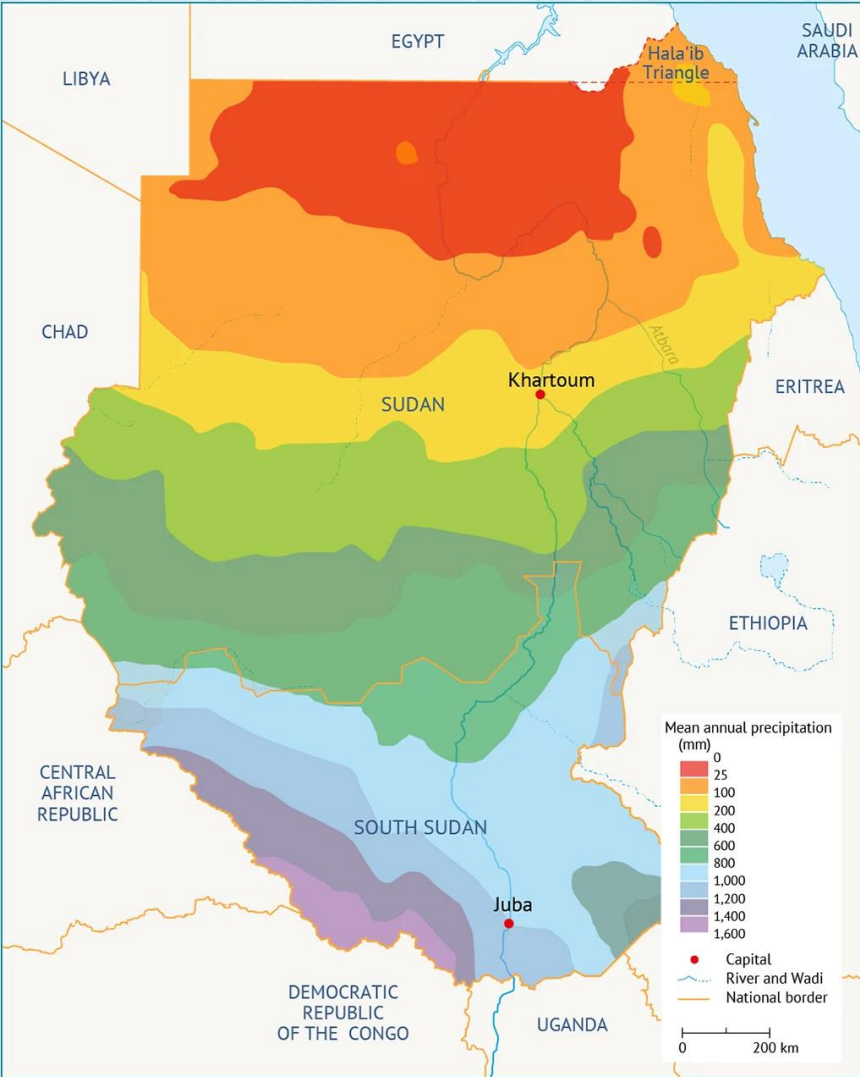 EGYPT
SAUDI
ARABIA
Hala'ib
Triangle
LIBYA
CHAD
Atbara
Khartoum
SUDAN
ERITREA
ETHIOPIA
CENTRAL
AFRICAN
REPUBLIC
SOUTH SUDAN
Juba
DEMOCRATIC
REPUBLIC
OF THE CONGO
UGANDA
Mean annual precipitation
(mm)
0
25
100
200
400
600
800
1,000
1,200
1,400
1,600
Capital
River and Wadi
National border
0 200 km